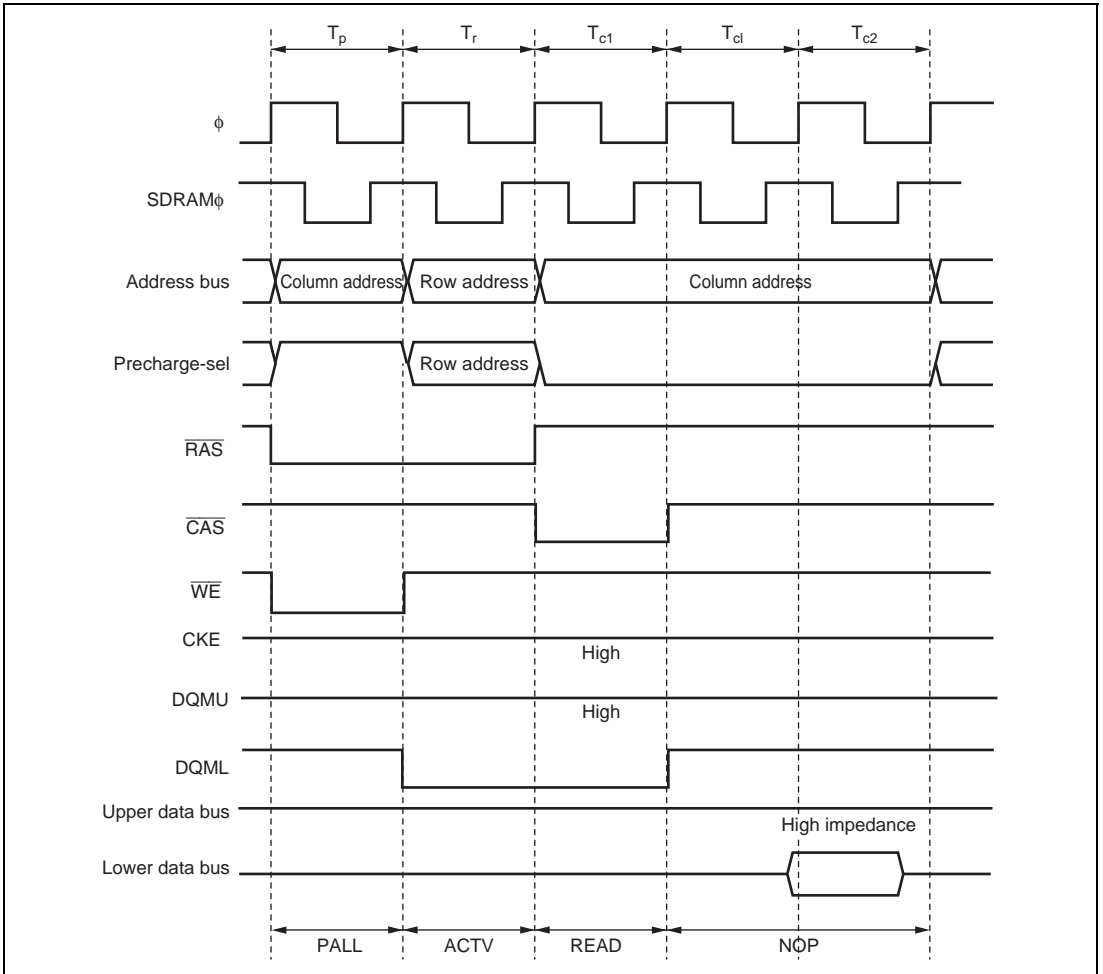 Tp Tr Tc1 Tcl Tc2
ϕ
SDRAMϕ
Address bus Column address Row address Column address
Precharge-sel Row address
RAS
CAS
WE
CKE High
DQMU High
DQML
Upper data bus
High impedance
Lower data bus
PALL ACTV READ NOP